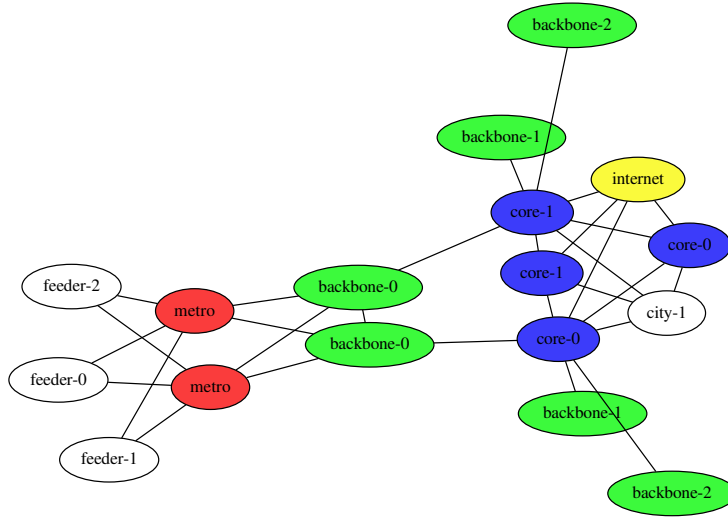 backbone-2
backbone-1
internet
core-1
core-0
core-1
feeder-2
backbone-0
metro
city-1
core-0
backbone-0
feeder-0
metro
backbone-1
feeder-1
backbone-2